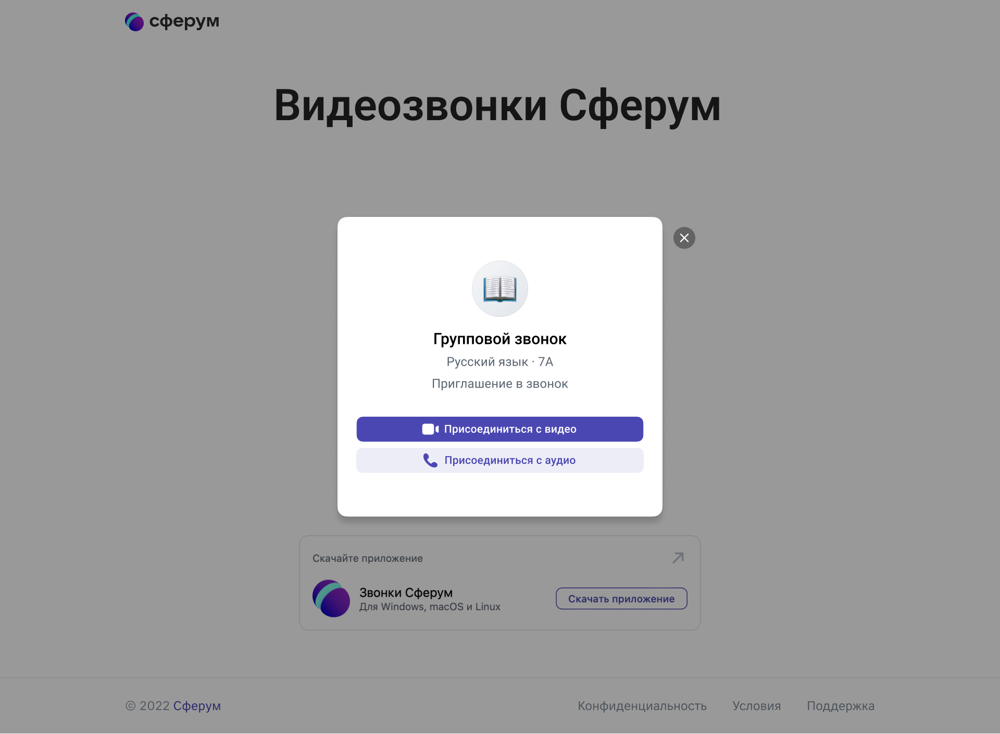 сферум
Видеозвонки Сферум
Групповой звонок
Русский язык · 7А
Приглашение в звонок
Присоединиться с видео
Присоединиться с аудио
Скачайте приложение
Звонки Сферум
Для Windows, macOS и Linux
Скачать приложение
© 2022 Сферум
Конфиденциальность
Условия
Поддержка